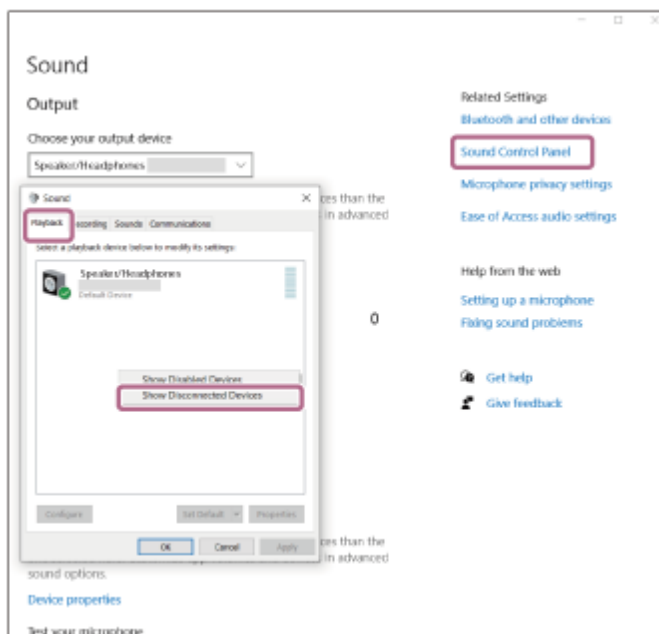 Sound
Output
Choose your output device
Speaker/Headphones
Sound
ces than the
in advanced
Playback
ecording
Sounds
Communications
Select a playback device below to modify its settings:
Speaker/Headphones
Default Device
0
Show Disabled Devices
Show Disconnected Devices
Configure
Set Default
Properties
OK
Cancel
Apply
ces than the
in advanced
sound options.
Device properties
Test your microphone
Related Settings
Bluetooth and other devices
Sound Control Panel
Microphone privacy settings
Ease of Access audio settings
Help from the web
Setting up a microphone
Fixing sound problems
Get help
Give feedback